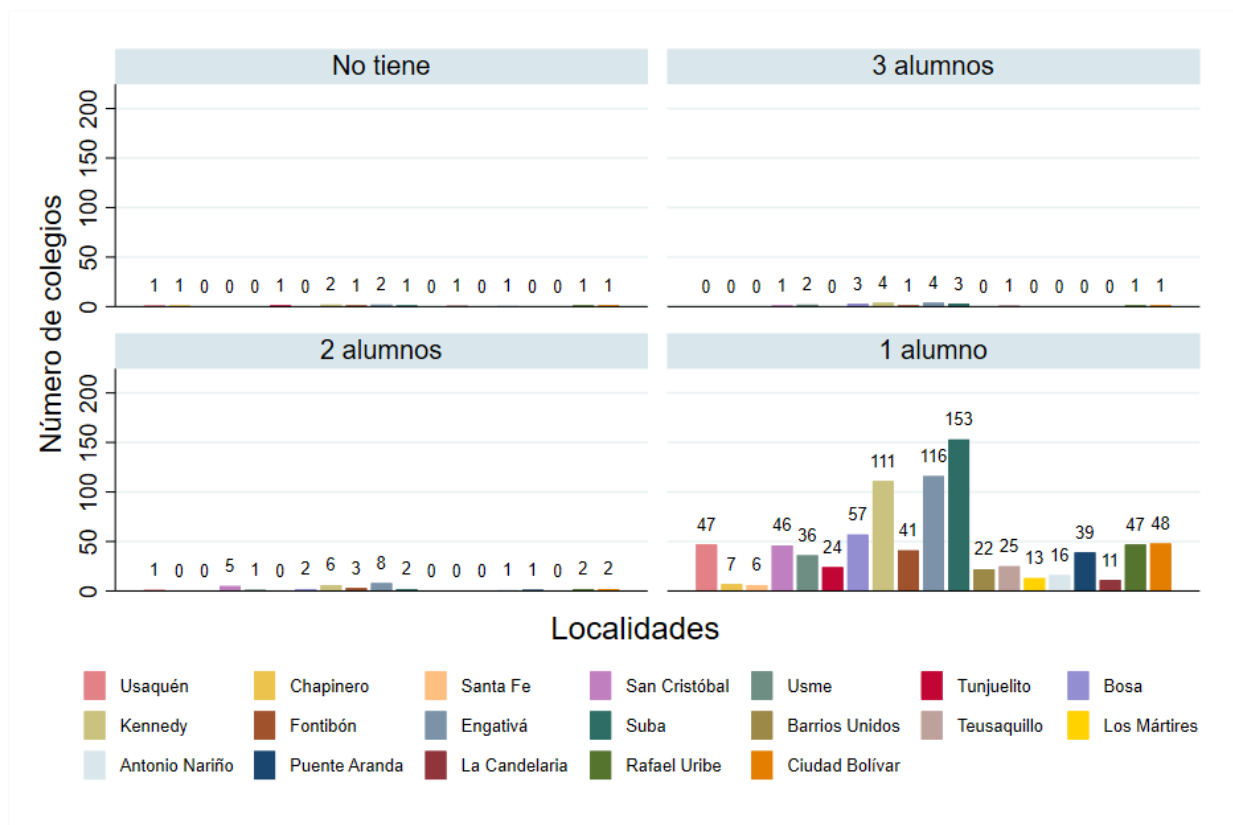 No tiene
3 alumnos
Número de colegios
200
150
100
50
0
1 1 0 0 0 1 0 2 1 2 1 0 1 0 1 0 0 1 1
0 0 0 1 2 0 3 4 1 4 3 0 1 0 0 0 0 1 1
2 alumnos
1 alumno
200
150
100
50
0
1 0 0 5 1 0 2 6 3 8 2 0 0 0 1 1 0 2 2
47 7 6 46 36 24 57 111 41 116 153 22 25 13 16 39 11 47 48
Localidades
Usaquén Chapinero Santa Fe San Cristóbal Usme Tunjuelito Bosa
Kennedy Fontibón Engativá Suba Barrios Unidos Teusaquillo Los Mártires
Antonio Nariño Puente Aranda La Candelaria Rafael Uribe Ciudad Bolívar